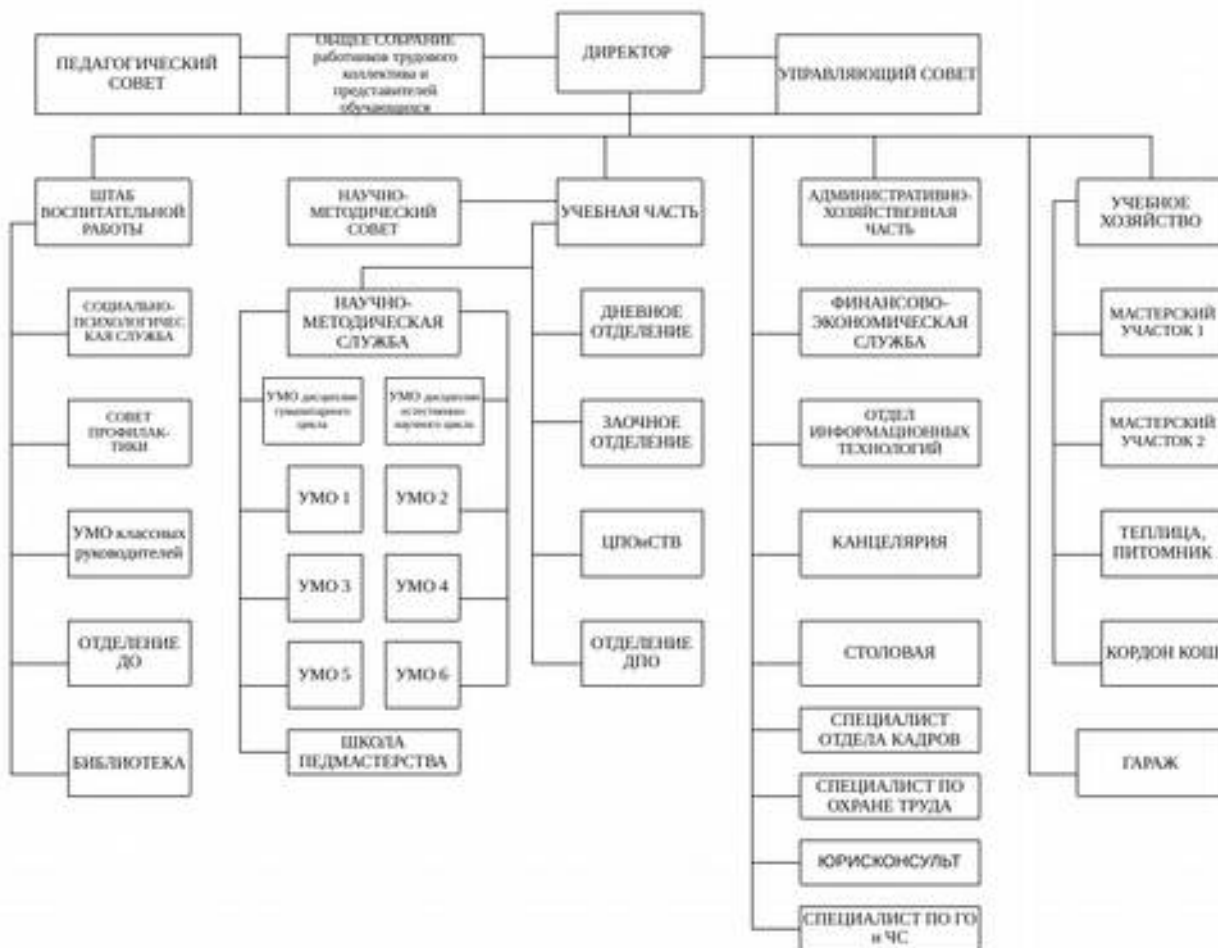 ДИРЕКТОР
ПЕДАГОГИЧЕСКИЙ
СОВЕТ
ОБЩЕЕ СОБРАНИЕ
работников трудового
коллектива и
представителей
обучающихся
УПРАВЛЯЮЩИЙ СОВЕТ
ШТАБ
ВОСПИТАТЕЛЬНОЙ
РАБОТЫ
НАУЧНО-
МЕТОДИЧЕСКИЙ
СОВЕТ
УЧЕБНАЯ ЧАСТЬ
АДМИНИСТРАТИВНО-
ХОЗЯЙСТВЕННАЯ
ЧАСТЬ
УЧЕБНОЕ
ХОЗЯЙСТВО
СОЦИАЛЬНО-
ПСИХОЛОГИЧЕС
КАЯ СЛУЖБА
НАУЧНО-
МЕТОДИЧЕСКАЯ
СЛУЖБА
ДНЕВНОЕ
ОТДЕЛЕНИЕ
ФИНАНСОВО-
ЭКОНОМИЧЕСКАЯ
СЛУЖБА
МАСТЕРСКИЙ
УЧАСТОК 1
УМО дисциплин
гуманитарного
цикла
УМО дисциплин
естественно
научного цикла
СОВЕТ
ПРОФИЛАК-
ТИКИ
ЗАОЧНОЕ
ОТДЕЛЕНИЕ
ОТДЕЛ
ИНФОРМАЦИОННЫХ
ТЕХНОЛОГИЙ
МАСТЕРСКИЙ
УЧАСТОК 2
УМО 1
УМО 2
УМО классных
руководителей
ЦПОиСТВ
КАНЦЕЛЯРИЯ
ТЕПЛИЦА,
ПИТОМНИК
УМО 3
УМО 4
ОТДЕЛЕНИЕ
ДО
УМО 5
УМО 6
ОТДЕЛЕНИЕ
ДПО
СТОЛОВАЯ
КОРДОН КОШ
БИБЛИОТЕКА
ШКОЛА
ПЕДМАСТЕРСТВА
СПЕЦИАЛИСТ
ОТДЕЛА КАДРОВ
ГАРАЖ
СПЕЦИАЛИСТ ПО
ОХРАНЕ ТРУДА
ЮРИСКОНСУЛЬТ
СПЕЦИАЛИСТ ПО ГО
и ЧС